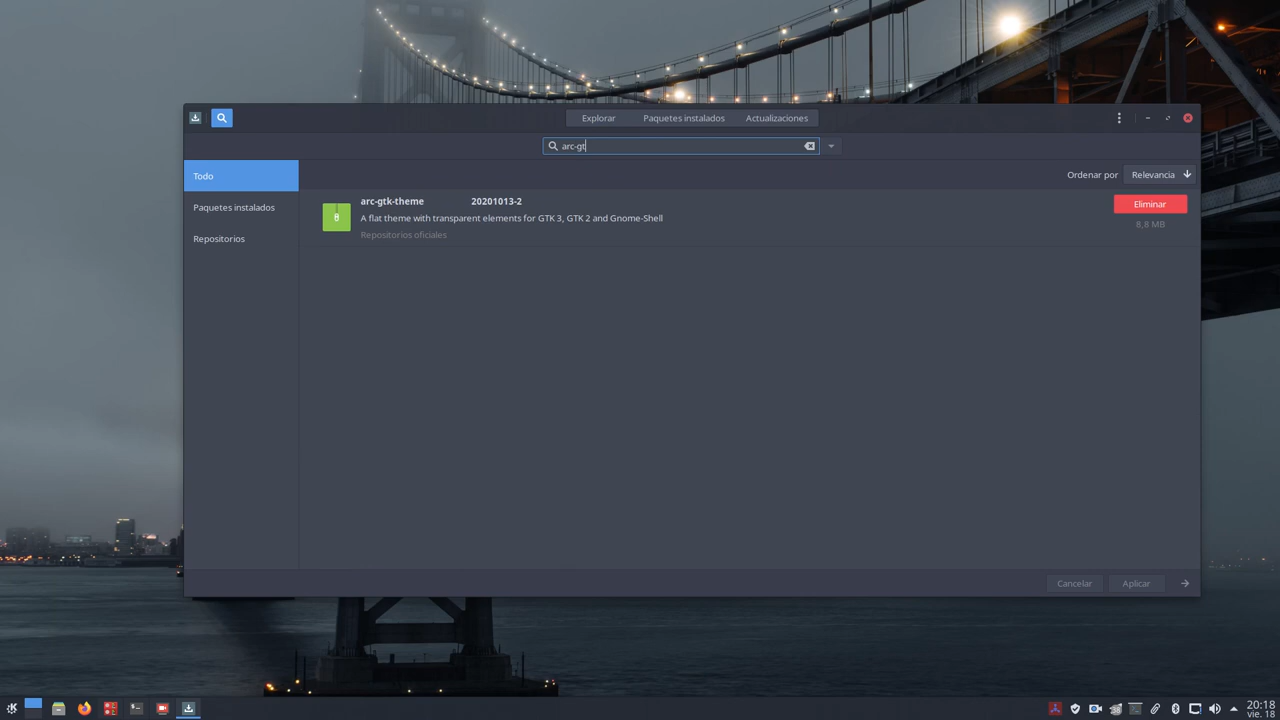 Explorar Paquetes instalados Actualizaciones
arc-gt
Todo
Ordenar por Relevancia
Paquetes instalados
Repositorios
arc-gtk-theme 20201013-2
A flat theme with transparent elements for GTK 3, GTK 2 and Gnome-Shell
Repositorios oficiales
Eliminar
8,8 MB
Cancelar Aplicar
20:18
vie. 18